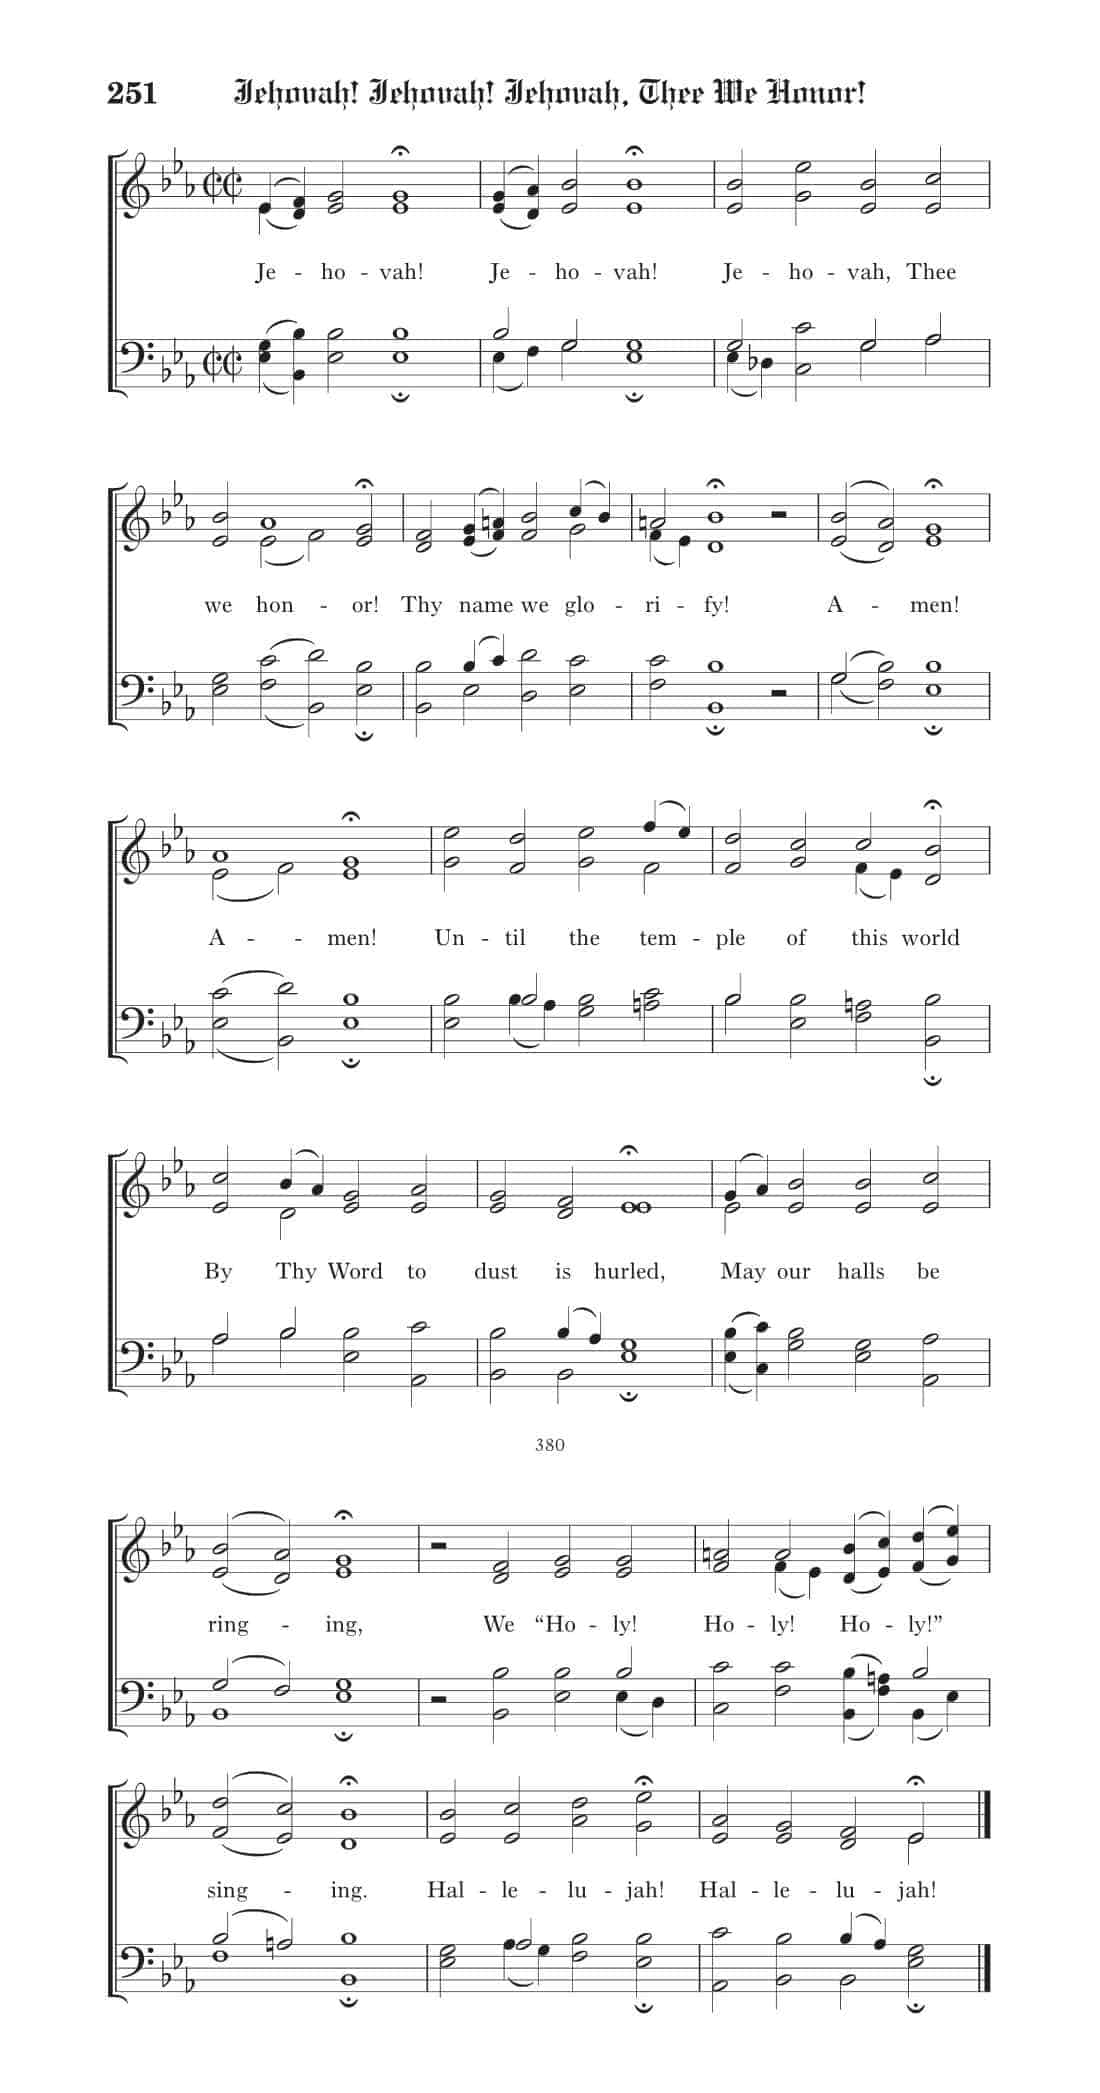 251 Jehovah! Jehovah! Jehovah, Thee We Honor!
Je - ho - vah! Je - ho - vah! Je - ho - vah, Thee
we hon - or! Thy name we glo - ri - fy! A - men!
A - - men! Un - til the tem - ple of this world
By Thy Word to dust is hurled, May our halls be
380
ring - ing, We “Ho - ly! Ho - ly! Ho - ly!”
sing - ing. Hal - le - lu - jah! Hal - le - lu - jah!